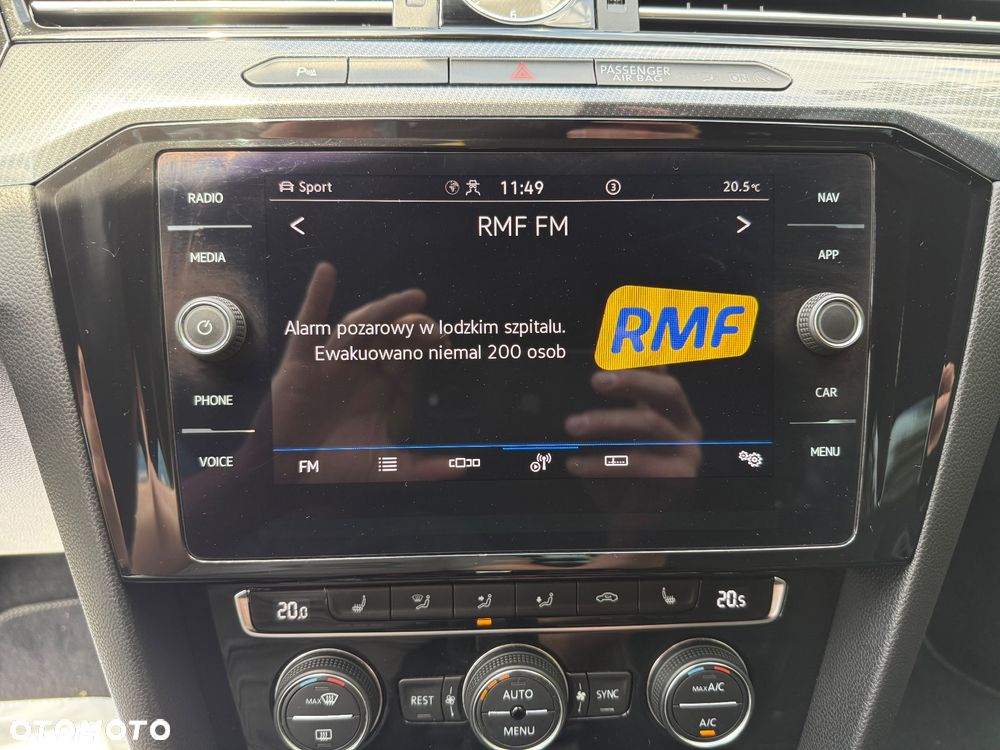 PASSENGER
AIR BAG ON
RADIO
Sport 11:49 3 20.5°C
NAV
< RMF FM >
MEDIA
APP
Alarm pozarowy w lodzkim szpitalu.
Ewakuowano niemal 200 osob
RMF
PHONE
CAR
VOICE
FM
MENU
20.0
20.5
MAX
REST
AUTO
MENU
SYNC
MAX A/C
A/C
OTOMOTO